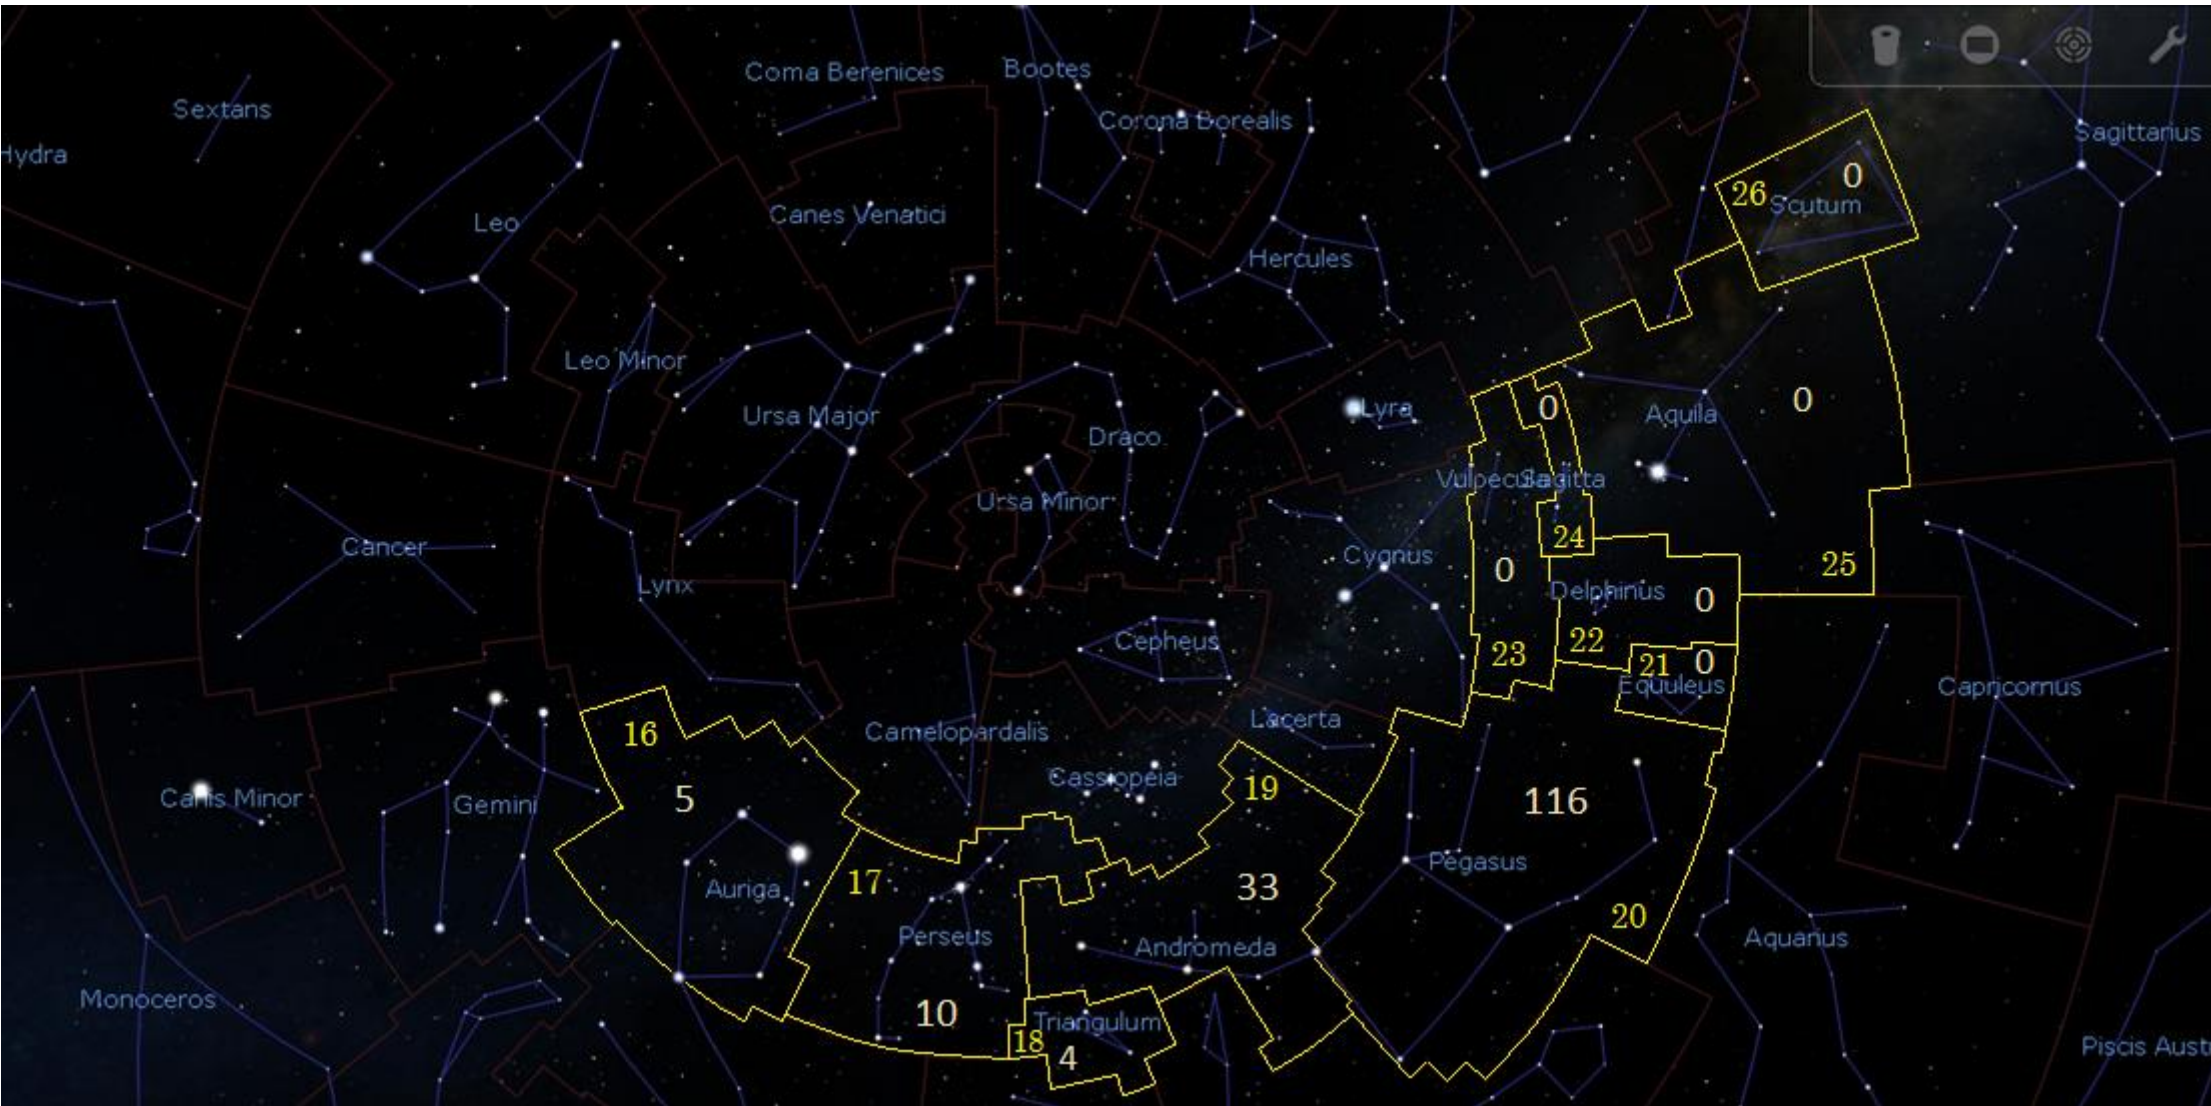 Coma Berenices
Bootes
Sextans
Corona Borealis
Sagittarius
Hydra
0
26
Scutum
Canes Venatici
Leo
Hercules
Leo Minor
0
0
Lyra
Aquila
Ursa Major
Draco
Vulpecula
Sagitta
Ursa Minor
24
Cancer
Cygnus
0
25
Lynx
Delphinus
0
Cepheus
22
23
21
0
Equuleus
Capricornus
16
Camelopardalis
Lacerta
Cassiopeia
19
5
Canis Minor
Gemini
116
Pegasus
17
Auriga
33
20
Perseus
Andromeda
Aquarius
Monoceros
10
Triangulum
18
4
Piscis Aust